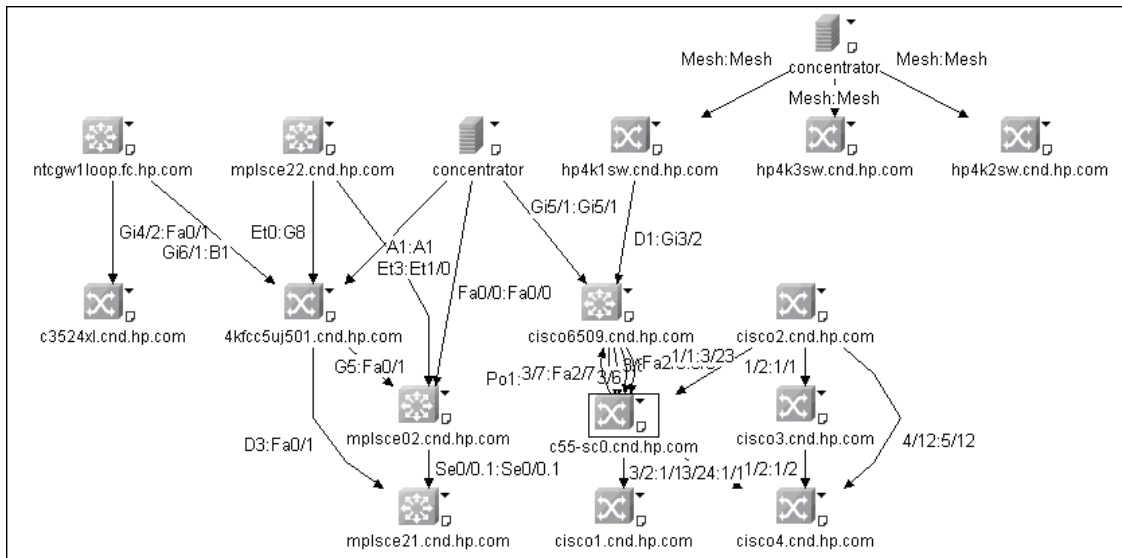 concentrator
Mesh:Mesh
Mesh:Mesh
Mesh:Mesh
ntcgw1loop.fc.hp.com
mplsce22.cnd.hp.com
concentrator
hp4k1sw.cnd.hp.com
hp4k3sw.cnd.hp.com
hp4k2sw.cnd.hp.com
Gi4/2:Fa0/1
Gi6/1:B1
Et0:G8
A1:A1
Et3:Et1/0
Fa0/0:Fa0/0
Gi5/1:Gi5/1
D1:Gi3/2
c3524xl.cnd.hp.com
4kfcc5uj501.cnd.hp.com
cisco6509.cnd.hp.com
cisco2.cnd.hp.com
G5:Fa0/1
Po1:
3/7:Fa2/7
3/6
1/1:3/23
1/2:1/1
mplsce02.cnd.hp.com
c55-sc0.cnd.hp.com
cisco3.cnd.hp.com
4/12:5/12
D3:Fa0/1
Se0/0.1:Se0/0.1
3/2:1/1
3/24:1/1
1/2:1/2
mplsce21.cnd.hp.com
cisco1.cnd.hp.com
cisco4.cnd.hp.com